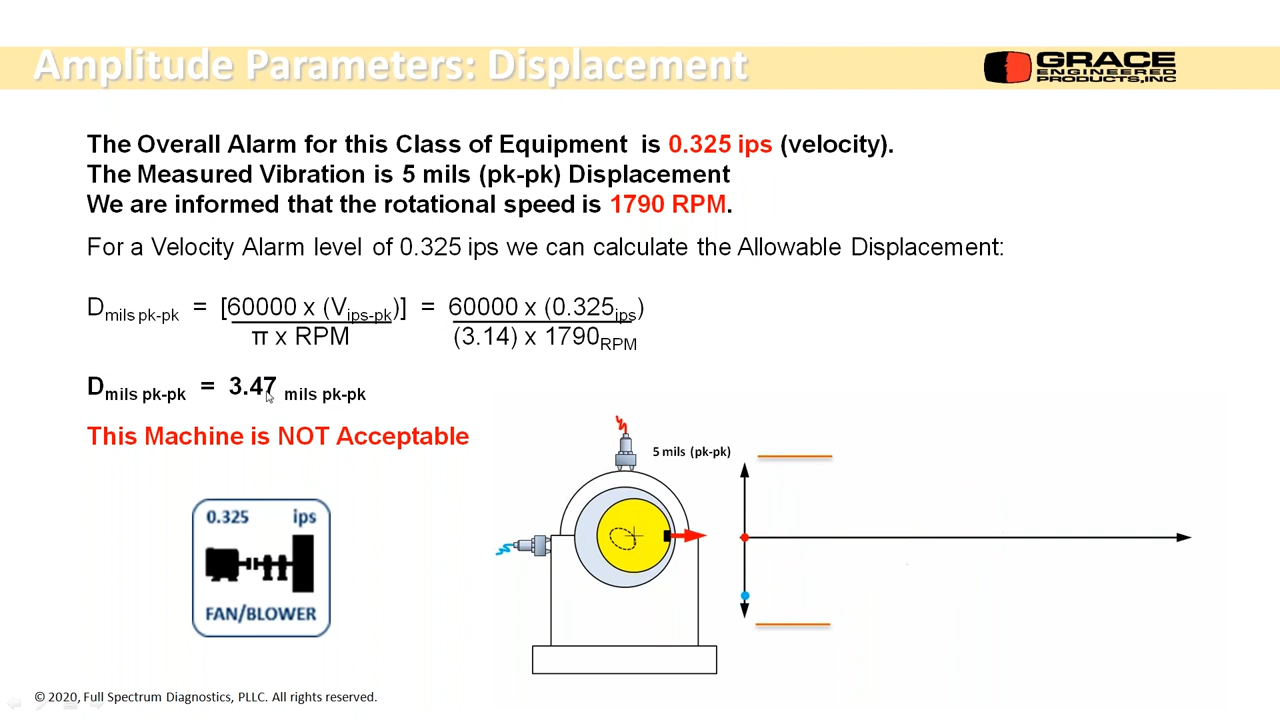 Amplitude Parameters: Displacement
GRACE
ENGINEERED
PRODUCTS, INC
The Overall Alarm for this Class of Equipment is 0.325 ips (velocity).
The Measured Vibration is 5 mils (pk-pk) Displacement
We are informed that the rotational speed is 1790 RPM.
For a Velocity Alarm level of 0.325 ips we can calculate the Allowable Displacement:
Dmils pk-pk = [60000 x (Vips-pk)] = 60000 x (0.325ips)
π x RPM (3.14) x 1790RPM
Dmils pk-pk = 3.47 mils pk-pk
This Machine is NOT Acceptable
5 mils (pk-pk)
0.325 ips
FAN/BLOWER
© 2020, Full Spectrum Diagnostics, PLLC. All rights reserved.